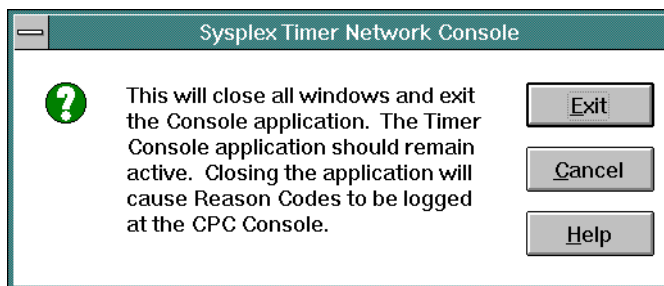 Sysplex Timer Network Console
This will close all windows and exit
the Console application.  The Timer
Console application should remain
active.  Closing the application will
cause Reason Codes to be logged
at the CPC Console.
Exit
Cancel
Help